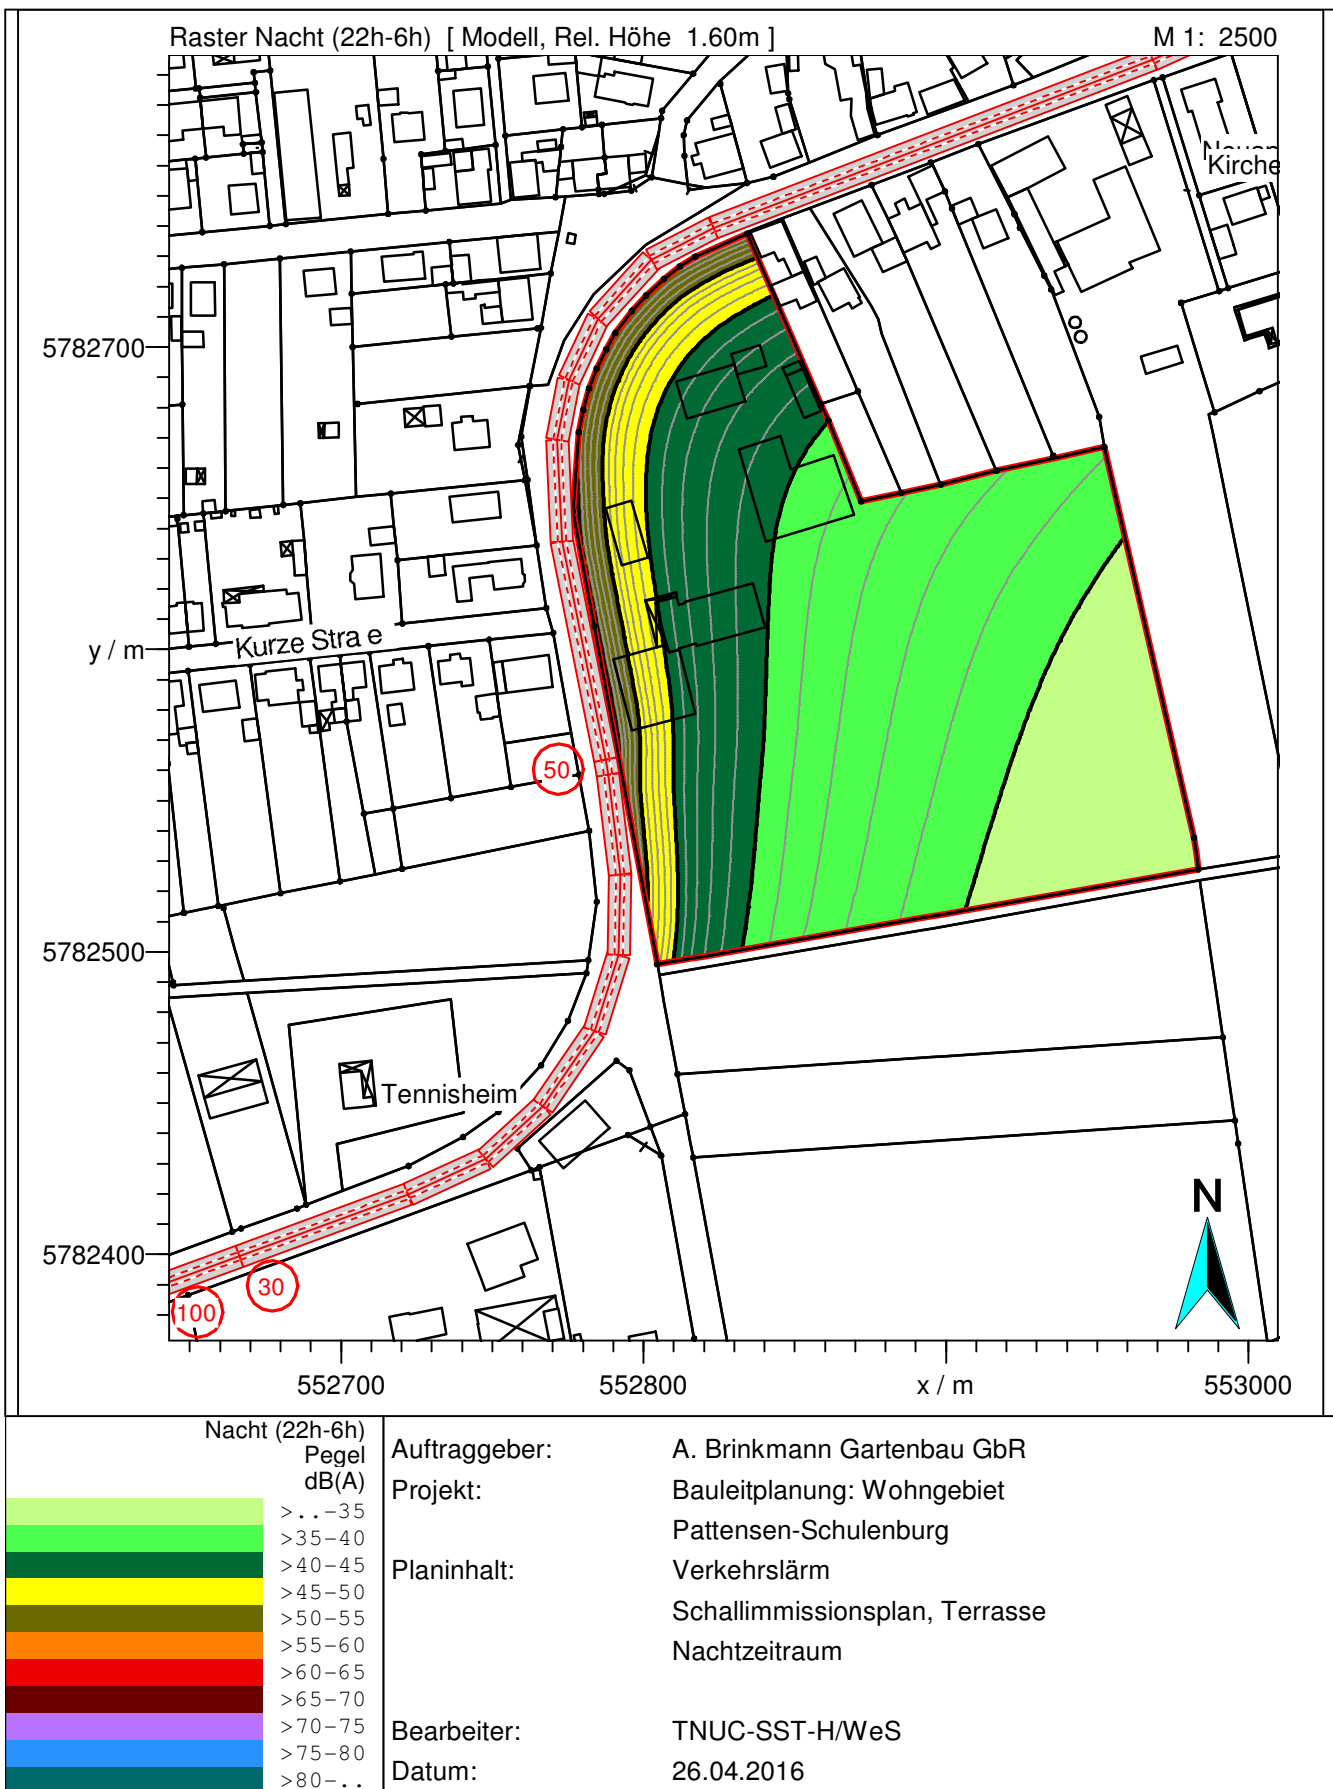 Raster Nacht (22h-6h)  [ Modell, Rel. Höhe  1.60m ]
M 1:  2500
Kirche
5782700
Kurze Stra e
y / m
50
5782500
Tennisheim
N
5782400
30
100
552700
552800
x / m
553000
Nacht (22h-6h)
Pegel
dB(A)
>..-35
>35-40
>40-45
>45-50
>50-55
>55-60
>60-65
>65-70
>70-75
>75-80
>80-..
Auftraggeber: A. Brinkmann Gartenbau GbR
Projekt: Bauleitplanung: Wohngebiet
Pattensen-Schulenburg
Planinhalt: Verkehrslärm
Schallimmissionsplan, Terrasse
Nachtzeitraum
Bearbeiter: TNUC-SST-H/WeS
Datum: 26.04.2016